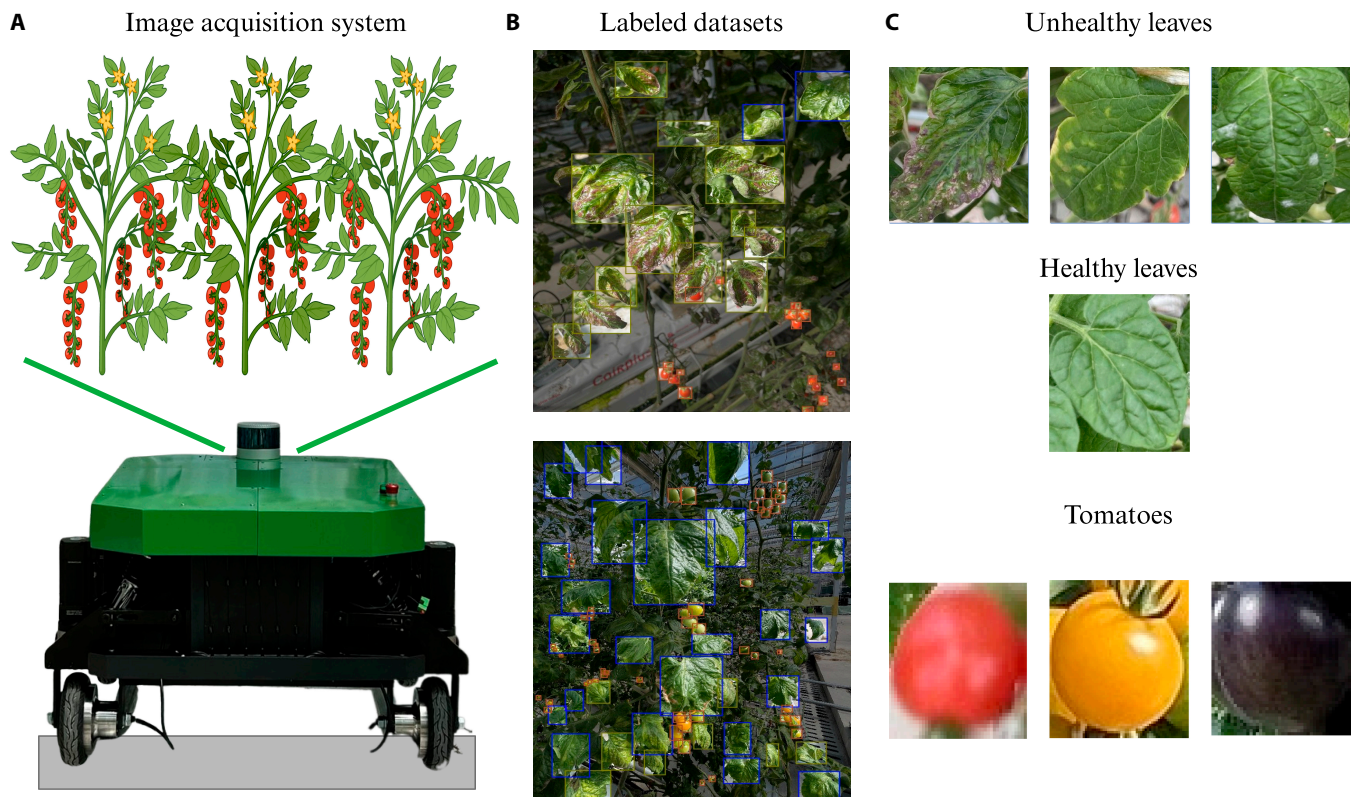 A
Image acquisition system
B
Labeled datasets
C
Unhealthy leaves
Healthy leaves
Tomatoes